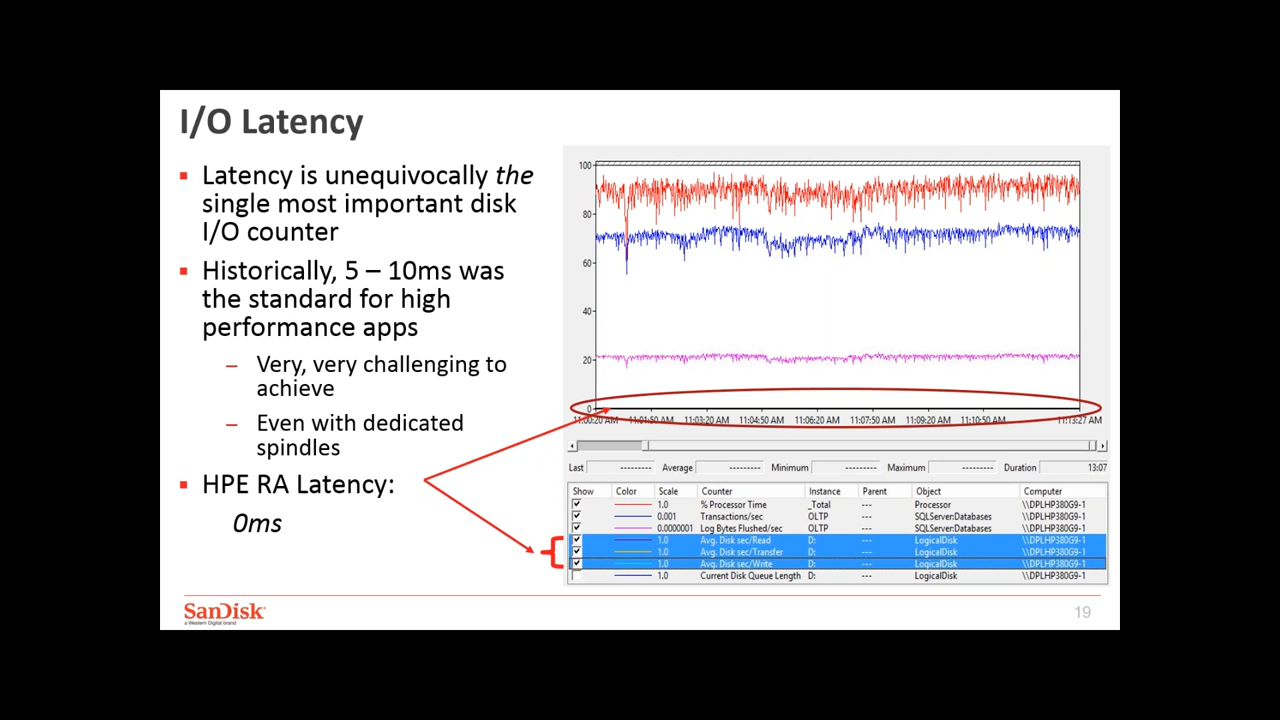 I/O Latency
▪ Latency is unequivocally the
single most important disk
I/O counter
▪ Historically, 5 – 10ms was
the standard for high
performance apps
– Very, very challenging to
achieve
– Even with dedicated
spindles
▪ HPE RA Latency:
0ms
100
80
60
40
20
0
11:00:20 AM 11:01:50 AM 11:03:20 AM 11:04:50 AM 11:06:20 AM 11:07:50 AM 11:09:20 AM 11:10:50 AM 11:13:27 AM
Last --------- Average --------- Minimum --------- Maximum --------- Duration 13:07
Show Color Scale Counter Instance Parent Object Computer
1.0 % Processor Time _Total --- Processor \\DPLHP380G9-1
0.001 Transactions/sec OLTP --- SQLServer:Databases \\DPLHP380G9-1
0.0000001 Log Bytes Flushed/sec OLTP --- SQLServer:Databases \\DPLHP380G9-1
1.0 Avg. Disk sec/Read D: --- LogicalDisk \\DPLHP380G9-1
1.0 Avg. Disk sec/Transfer D: --- LogicalDisk \\DPLHP380G9-1
1.0 Avg. Disk sec/Write D: --- LogicalDisk \\DPLHP380G9-1
1.0 Current Disk Queue Length D: --- LogicalDisk \\DPLHP380G9-1
SanDisk
a Western Digital brand
19